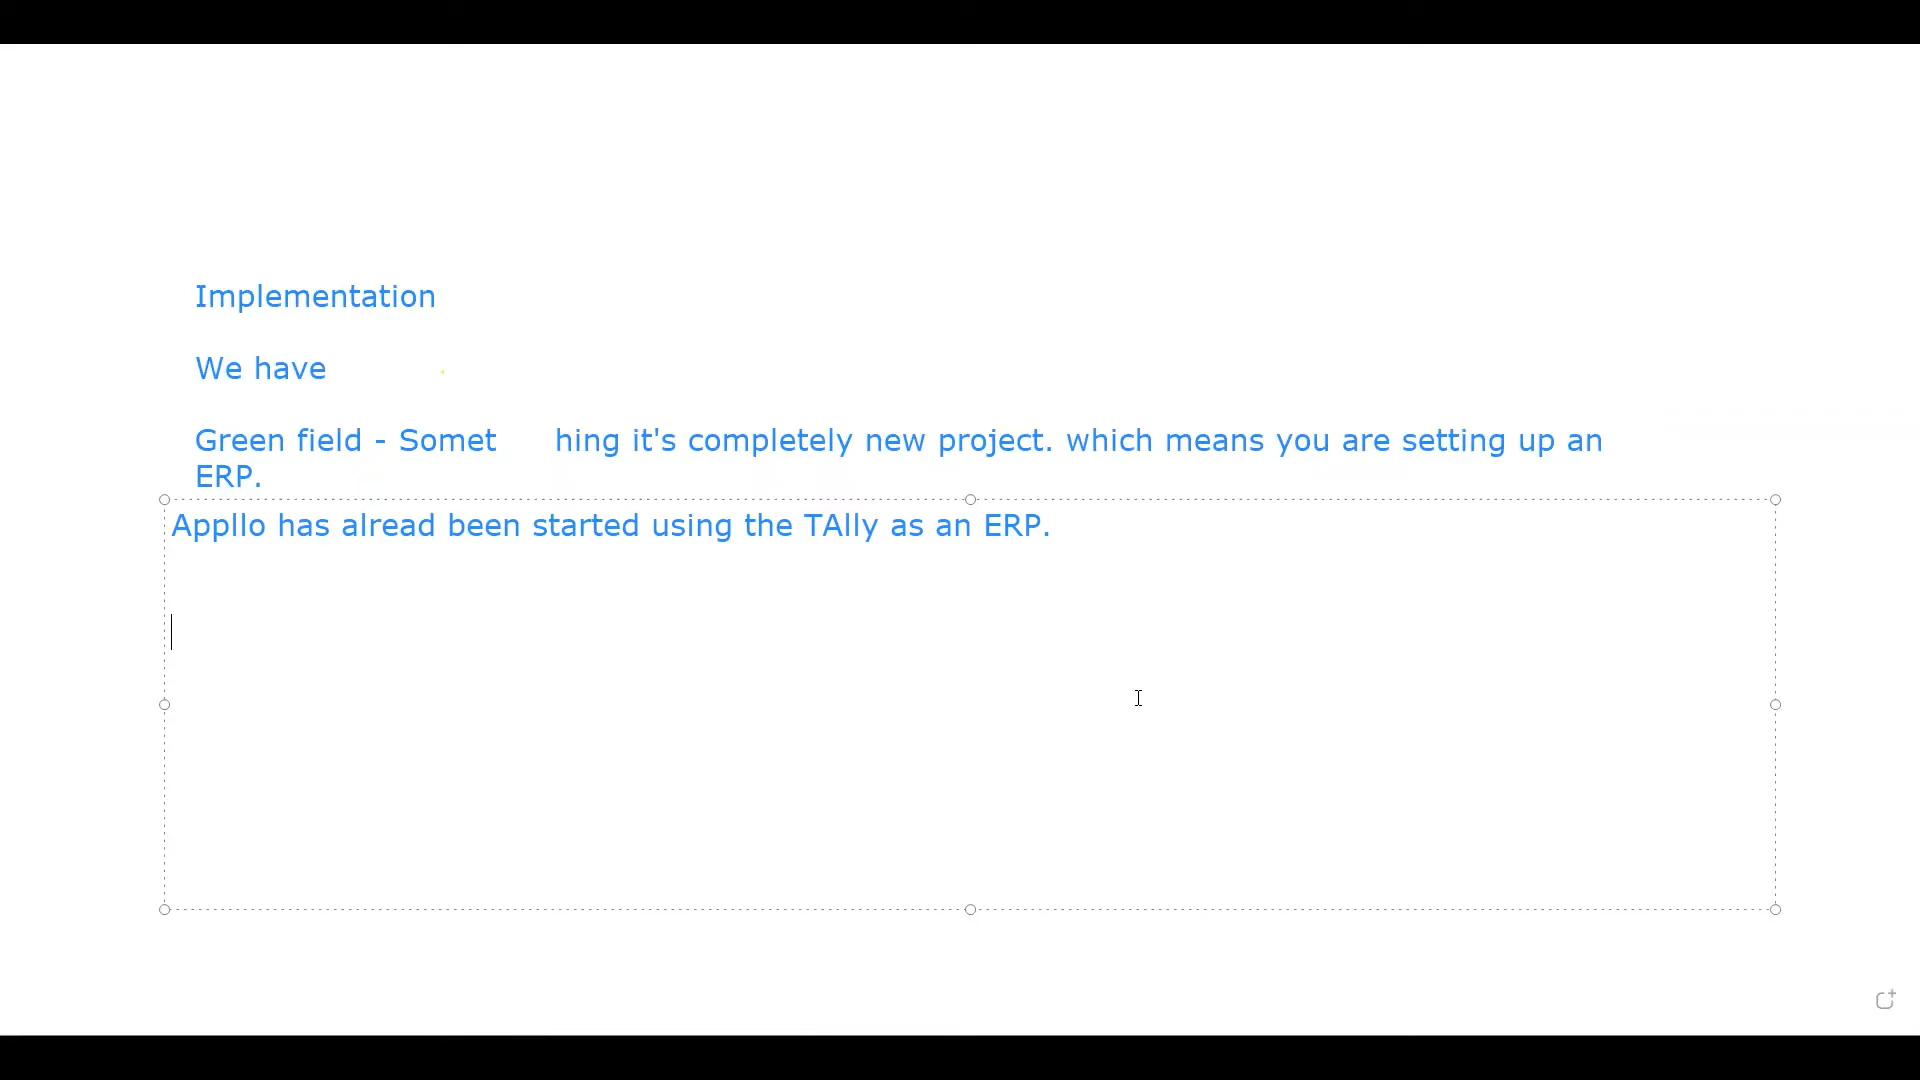 Implementation
We have
Green field - Somet hing it's completely new project. which means you are setting up an
ERP.
Appllo has alread been started using the TAlly as an ERP.